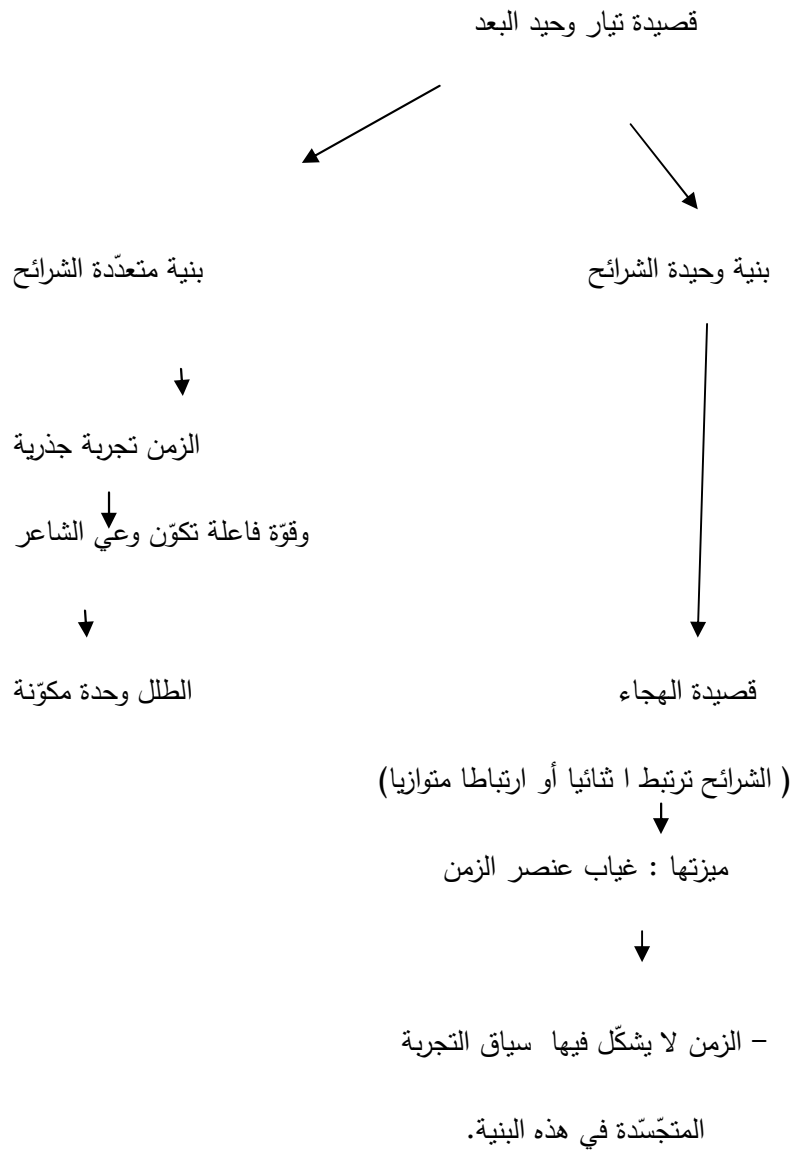 قصيدة تيار وحيد البعد
بنية وحيدة الشرائح
بنية متعدّدة الشرائح
الزمن تجربة جذرية
وقوّة فاعلة تكوّن وعي الشاعر
قصيدة الهجاء
الطلل وحدة مكوّنة
( الشرائح ترتبط ا ثنائيا أو ارتباطا متوازيا)
ميزتها : غياب عنصر الزمن
- الزمن لا يشكّل فيها سياق التجربة
المتجّسّدة في هذه البنية.